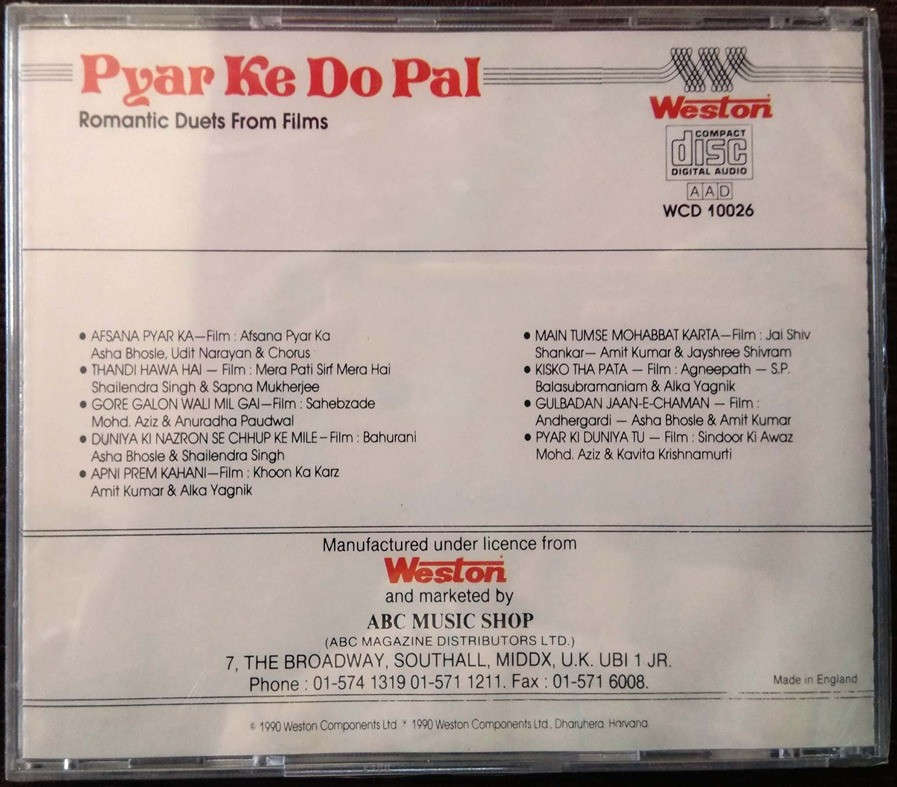 Pyar Ke Do Pal
Romantic Duets From Films
Weston
COMPACT
disc
DIGITAL AUDIO
AAD
WCD 10026
• AFSANA PYAR KA—Film : Afsana Pyar Ka
Asha Bhosle, Udit Narayan & Chorus
• THANDI HAWA HAI — Film : Mera Pati Sirf Mera Hai
Shailendra Singh & Sapna Mukherjee
• GORE GALON WALI MIL GAI—Film : Sahebzade
Mohd. Aziz & Anuradha Paudwal
• DUNIYA KI NAZRON SE CHHUP KE MILE—Film : Bahurani
Asha Bhosle & Shailendra Singh
• APNI PREM KAHANI—Film : Khoon Ka Karz
Amit Kumar & Alka Yagnik
• MAIN TUMSE MOHABBAT KARTA—Film : Jai Shiv
Shankar— Amit Kumar & Jayshree Shivram
• KISKO THA PATA — Film : Agneepath — S.P.
Balasubramaniam & Alka Yagnik
• GULBADAN JAAN-E-CHAMAN — Film :
Andhergardi — Asha Bhosle & Amit Kumar
• PYAR KI DUNIYA TU — Film : Sindoor Ki Awaz
Mohd. Aziz & Kavita Krishnamurti
Manufactured under licence from
Weston
and marketed by
ABC MUSIC SHOP
(ABC MAGAZINE DISTRIBUTORS LTD.)
7, THE BROADWAY, SOUTHALL, MIDDX, U.K. UBI 1 JR.
Phone : 01-574 1319 01-571 1211. Fax : 01-571 6008.
Made in England
© 1990 Weston Components Ltd * 1990 Weston Components Ltd., Dharuhera Harvana